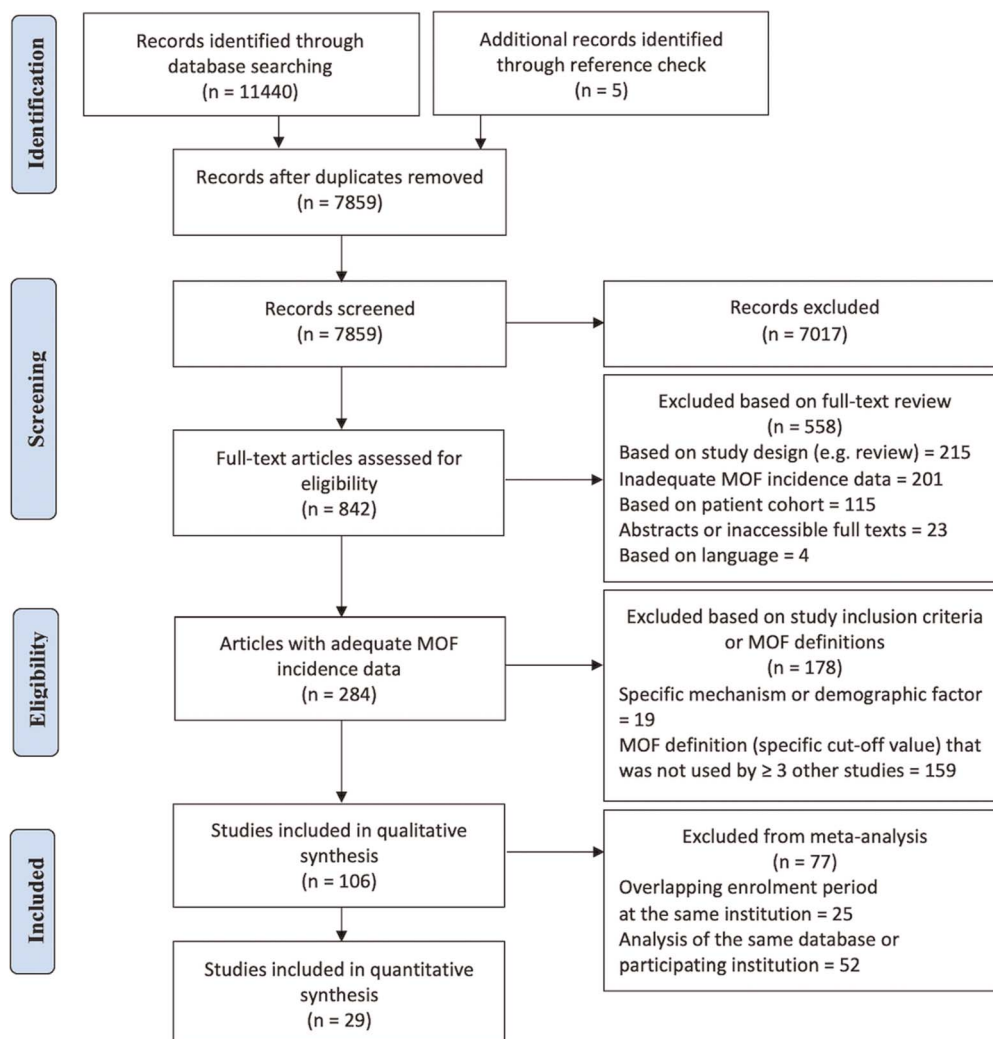 Identification
Records identified through
database searching
(n = 11440)
Additional records identified
through reference check
(n = 5)
Records after duplicates removed
(n = 7859)
Screening
Records screened
(n = 7859)
Records excluded
(n = 7017)
Full-text articles assessed for
eligibility
(n = 842)
Excluded based on full-text review
(n = 558)
Based on study design (e.g. review) = 215
Inadequate MOF incidence data = 201
Based on patient cohort = 115
Abstracts or inaccessible full texts = 23
Based on language = 4
Eligibility
Articles with adequate MOF
incidence data
(n = 284)
Excluded based on study inclusion criteria
or MOF definitions
(n = 178)
Specific mechanism or demographic factor
= 19
MOF definition (specific cut-off value) that
was not used by ≥ 3 other studies = 159
Included
Studies included in qualitative
synthesis
(n = 106)
Excluded from meta-analysis
(n = 77)
Overlapping enrolment period
at the same institution = 25
Analysis of the same database or
participating institution = 52
Studies included in quantitative
synthesis
(n = 29)